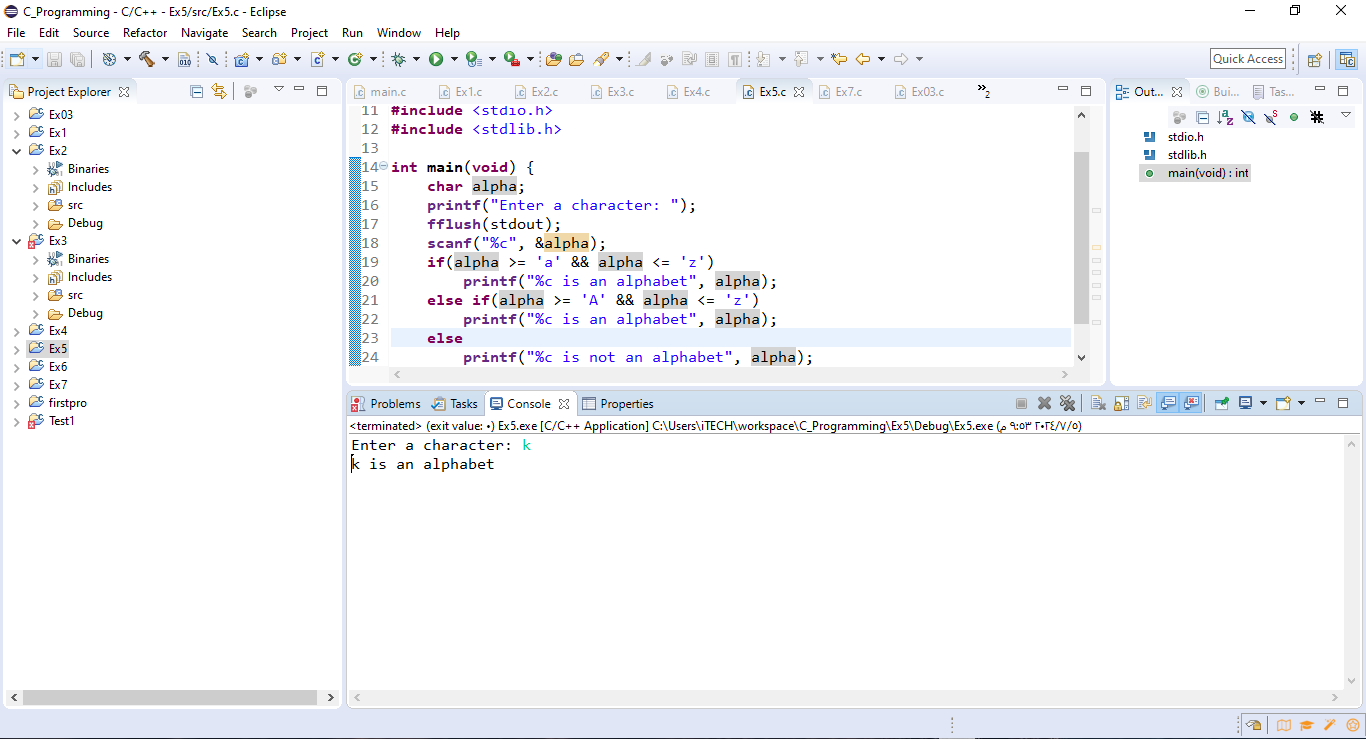 C_Programming - C/C++ - Ex5/src/Ex5.c - Eclipse
File Edit Source Refactor Navigate Search Project Run Window Help
Quick Access
Project Explorer
Ex03
Ex1
Ex2
Binaries
Includes
src
Debug
Ex3
Binaries
Includes
src
Debug
Ex4
Ex5
Ex6
Ex7
firstpro
Test1
main.c Ex1.c Ex2.c Ex3.c Ex4.c Ex5.c Ex7.c Ex03.c »2
11 #include <stdio.h>
12 #include <stdlib.h>
13
14 int main(void) {
15 char alpha;
16 printf("Enter a character: ");
17 fflush(stdout);
18 scanf("%c", &alpha);
19 if(alpha >= 'a' && alpha <= 'z')
20 printf("%c is an alphabet", alpha);
21 else if(alpha >= 'A' && alpha <= 'z')
22 printf("%c is an alphabet", alpha);
23 else
24 printf("%c is not an alphabet", alpha);
Out... Bui... Tas...
stdio.h
stdlib.h
main(void) : int
Problems Tasks Console Properties
<terminated> (exit value: ٠) Ex5.exe [C/C++ Application] C:\Users\iTECH\workspace\C_Programming\Ex5\Debug\Ex5.exe (٢٠٢٤/٧/٥ ٩:٥٣ م)
Enter a character: k
k is an alphabet